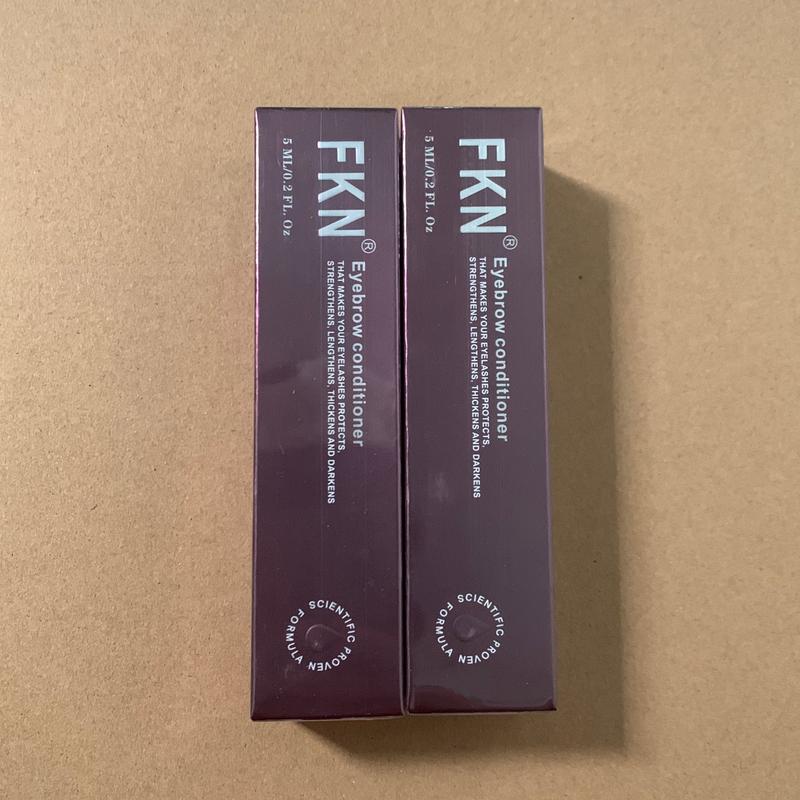 FKN®
Eyebrow conditioner
THAT MAKES YOUR EYELASHES PROTECTS,
STRENGTHENS, LENGTHENS, THICKENS AND DARKENS
5 ML/0.2 FL. Oz
SCIENTIFIC PROVEN FORMULA
FKN®
Eyebrow conditioner
THAT MAKES YOUR EYELASHES PROTECTS,
STRENGTHENS, LENGTHENS, THICKENS AND DARKENS
5 ML/0.2 FL. Oz
SCIENTIFIC PROVEN FORMULA